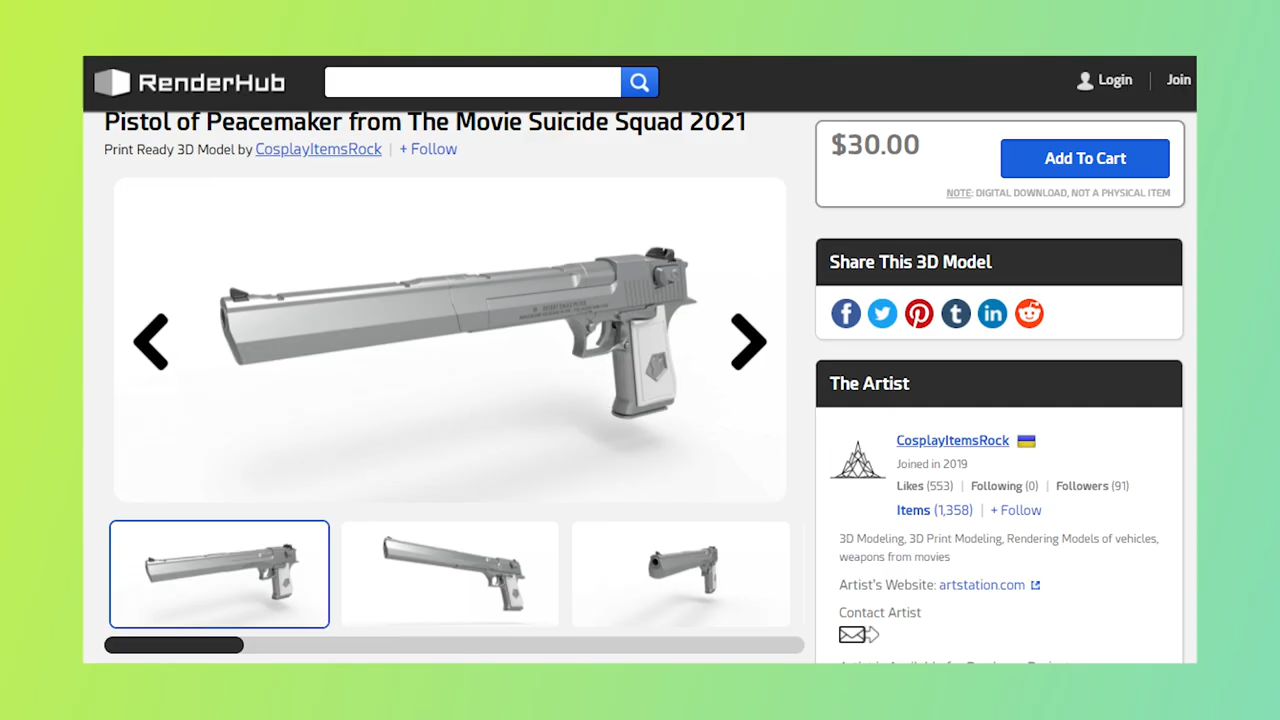 RenderHub
Login
Join
Pistol of Peacemaker from The Movie Suicide Squad 2021
Print Ready 3D Model by CosplayItemsRock | + Follow
$30.00
Add To Cart
NOTE: DIGITAL DOWNLOAD, NOT A PHYSICAL ITEM
Share This 3D Model
The Artist
CosplayItemsRock
Joined in 2019
Likes (553) | Following (0) | Followers (91)
Items (1,358) | + Follow
3D Modeling, 3D Print Modeling, Rendering Models of vehicles,
weapons from movies
Artist's Website: artstation.com
Contact Artist